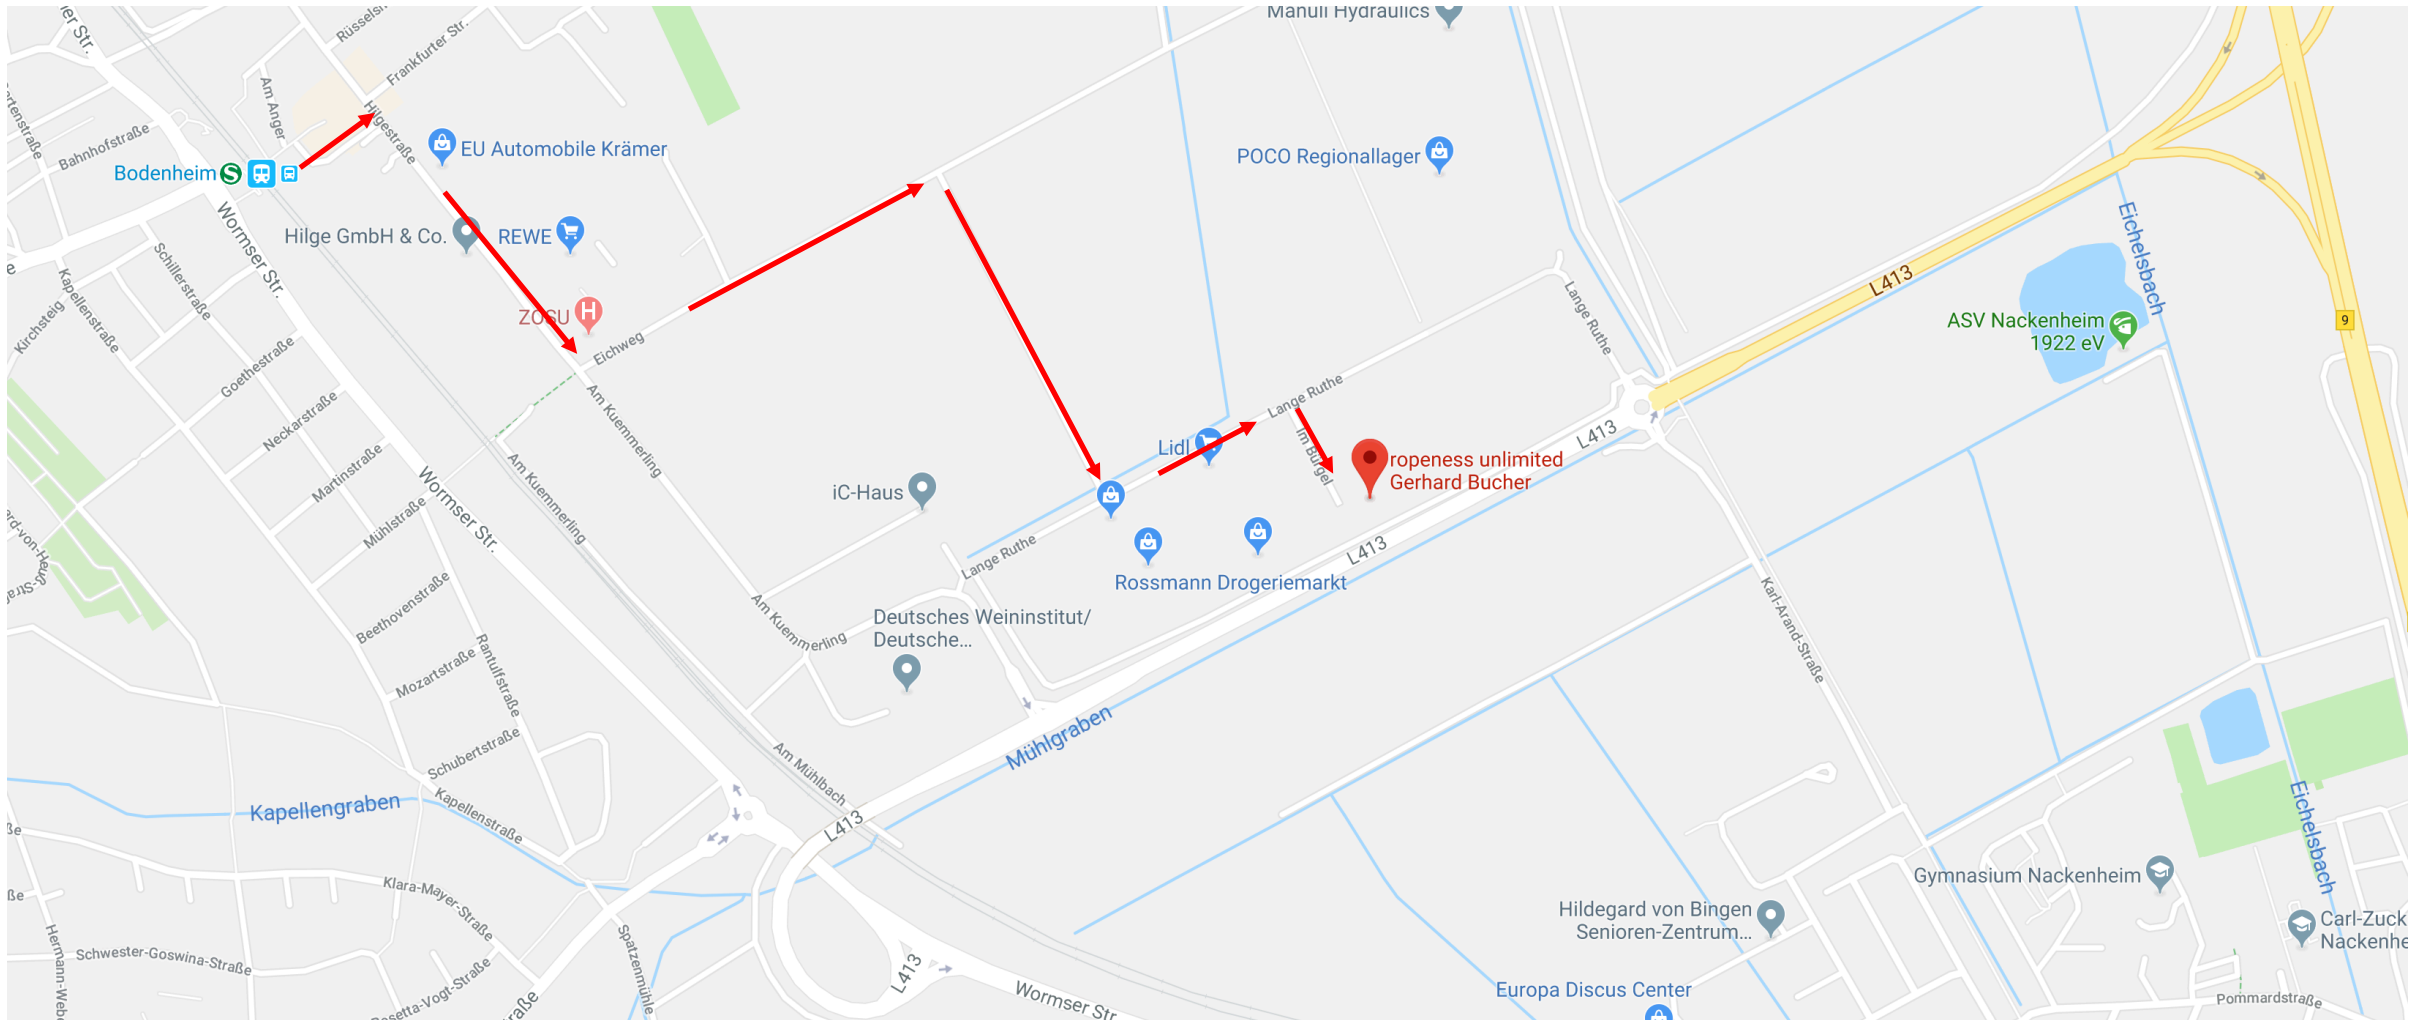 Manuli Hydraulics
Rüsselsh
Frankfurter Str.
Am Anger
Hilgestraße
Bahnhofstraße
EU Automobile Krämer
POCO Regionallager
Bodenheim
S
Wormser Str.
Hilge GmbH & Co.
REWE
Eichelsbach
L413
Schillerstraße
Kapellenstraße
Kirchsteig
ZOSU
H
Eichweg
Lange Ruthe
ASV Nackenheim
1922 eV
9
Goethestraße
Neckarstraße
Am Kuemmerling
Lange Ruthe
Lidl
Im Bürgel
L413
ropeness unlimited
Gerhard Bucher
Martinstraße
Wormser Str.
Am Kuemmerling
iC-Haus
Mühlstraße
Lange Ruthe
L413
Rossmann Drogeriemarkt
Beethovenstraße
Am Kuemmerling
Deutsches Weininstitut/
Deutsche...
Karl-Arand-Straße
Rantulfstraße
Mozartstraße
Mühlgraben
Schubertstraße
Am Mühlbach
Kapellengraben
Kapellenstraße
L413
Eichelsbach
Klara-Mayer-Straße
Gymnasium Nackenheim
Hildegard von Bingen
Senioren-Zentrum...
Carl-Zuck
Nackenhe
Schwester-Goswina-Straße
Spatzenmühle
L413
Europa Discus Center
Wormser Str
Pommardstraße